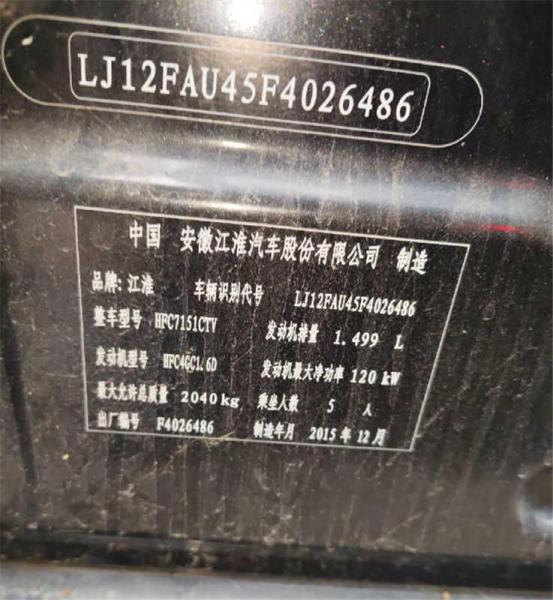 LJ12FAU45F4026486
中国 安徽江淮汽车股份有限公司 制造
品牌: 江淮 车辆识别代号 LJ12FAU45F4026486
整车型号 HFC7151CTV 发动机排量 1.499 L
发动机型号 HFC4GC1.6D 发动机最大净功率 120 kW
最大允许总质量 2040kg 乘坐人数 5 人
出厂编号 F4026486 制造年月 2015 年 12 月